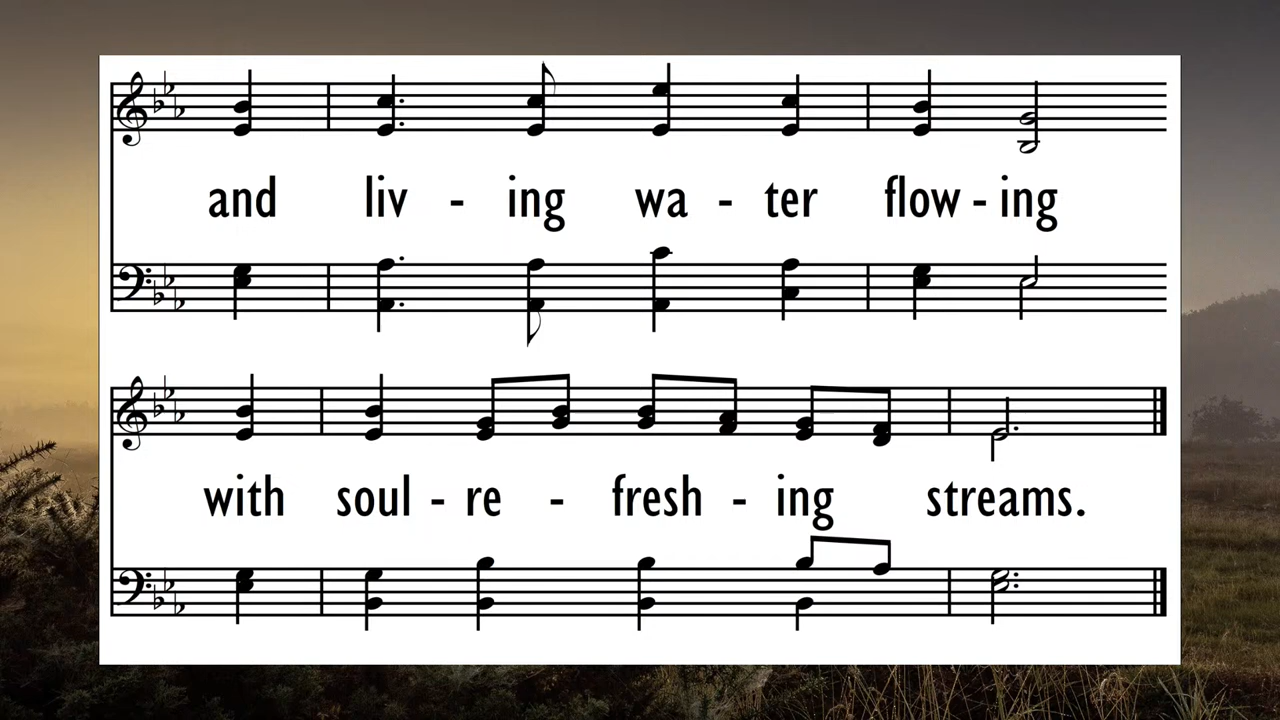 and liv - ing wa - ter flow - ing
with soul - re - fresh - ing streams.